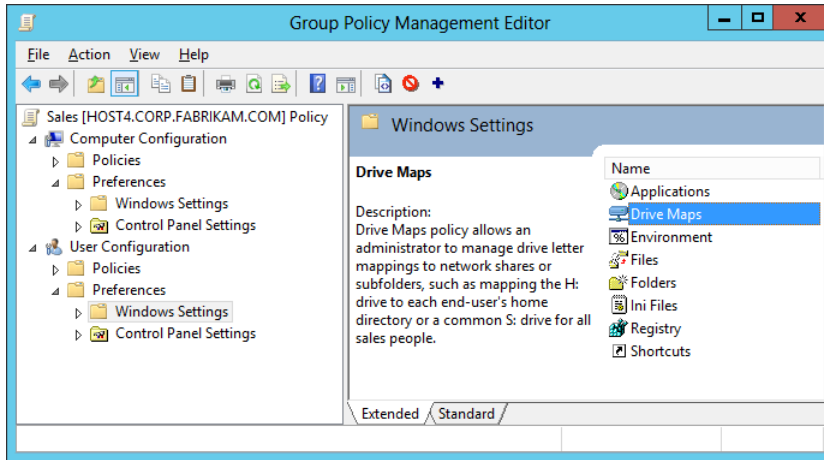 Group Policy Management Editor
File Action View Help
Sales [HOST4.CORP.FABRIKAM.COM] Policy
Computer Configuration
Policies
Preferences
Windows Settings
Control Panel Settings
User Configuration
Policies
Preferences
Windows Settings
Control Panel Settings
Windows Settings
Drive Maps
Description:
Drive Maps policy allows an
administrator to manage drive letter
mappings to network shares or
subfolders, such as mapping the H:
drive to each end-user's home
directory or a common S: drive for all
sales people.
Name
Applications
Drive Maps
Environment
Files
Folders
Ini Files
Registry
Shortcuts
Extended Standard